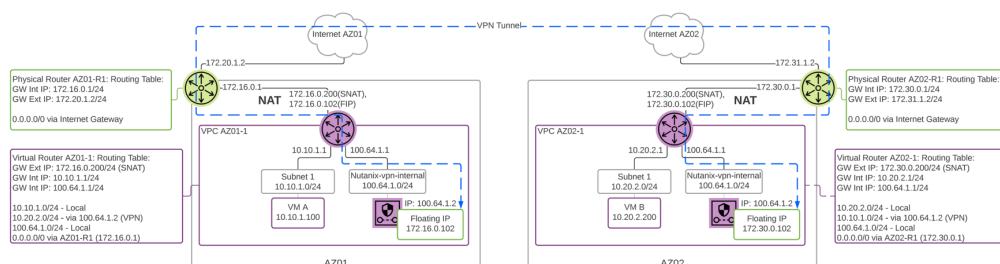 VPN Tunnel
Internet AZ01
Internet AZ02
172.20.1.2
172.31.1.2
Physical Router AZ01-R1: Routing Table:
GW Int IP: 172.16.0.1/24
GW Ext IP: 172.20.1.2/24
0.0.0.0/0 via Internet Gateway
172.16.0.1
NAT
172.16.0.200(SNAT),
172.16.0.102(FIP)
172.30.0.1
172.30.0.200(SNAT),
172.30.0.102(FIP)
NAT
Physical Router AZ02-R1: Routing Table:
GW Int IP: 172.30.0.1/24
GW Ext IP: 172.31.1.2/24
0.0.0.0/0 via Internet Gateway
Virtual Router AZ01-1: Routing Table:
GW Ext IP: 172.16.0.200/24 (SNAT)
GW Int IP: 10.10.1.1/24
GW Int IP: 100.64.1.1/24
10.10.1.0/24 - Local
10.20.2.0/24 - via 100.64.1.2 (VPN)
100.64.1.0/24 - Local
0.0.0.0/0 via AZ01-R1 (172.16.0.1)
VPC AZ01-1
10.10.1.1
100.64.1.1
Subnet 1
10.10.1.0/24
Nutanix-vpn-internal
100.64.1.0/24
VM A
10.10.1.100
IP: 100.64.1.2
Floating IP
172.16.0.102
AZ01
VPC AZ02-1
10.20.2.1
100.64.1.1
Subnet 1
10.20.2.0/24
Nutanix-vpn-internal
100.64.1.0/24
VM B
10.20.2.200
IP: 100.64.1.2
Floating IP
172.30.0.102
AZ02
Virtual Router AZ02-1: Routing Table:
GW Ext IP: 172.30.0.200/24 (SNAT)
GW Int IP: 10.20.2.1/24
GW Int IP: 100.64.1.1/24
10.20.2.0/24 - Local
10.10.1.0/24 - via 100.64.1.2 (VPN)
100.64.1.0/24 - Local
0.0.0.0/0 via AZ02-R1 (172.30.0.1)